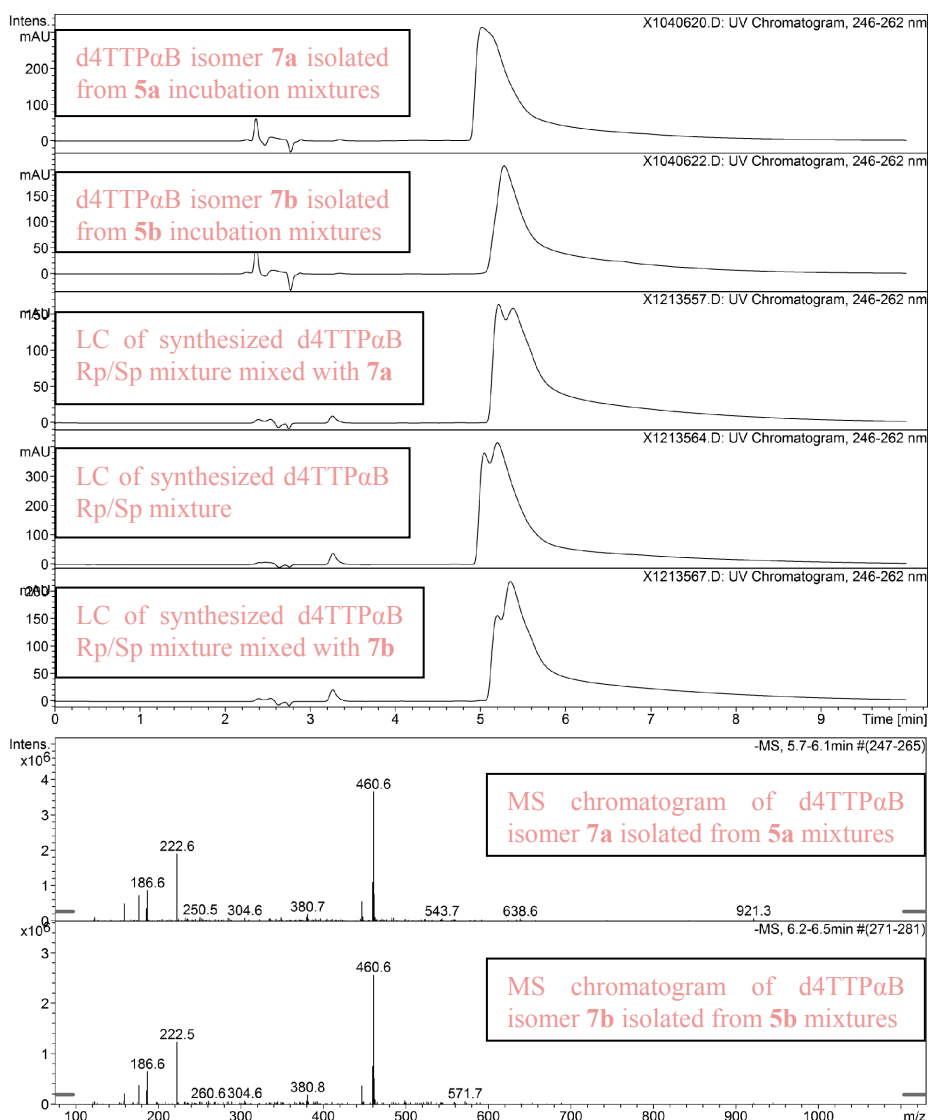 Intens.
mAU
X1040620.D: UV Chromatogram, 246-262 nm
d4TTPαB isomer 7a isolated
from 5a incubation mixtures
200
100
0
mAU
X1040622.D: UV Chromatogram, 246-262 nm
d4TTPαB isomer 7b isolated
from 5b incubation mixtures
150
100
50
0
mAU
X1213557.D: UV Chromatogram, 246-262 nm
150
LC of synthesized d4TTPαB
Rp/Sp mixture mixed with 7a
100
50
0
mAU
X1213564.D: UV Chromatogram, 246-262 nm
LC of synthesized d4TTPαB
Rp/Sp mixture
300
200
100
0
mAU
X1213567.D: UV Chromatogram, 246-262 nm
200
LC of synthesized d4TTPαB
Rp/Sp mixture mixed with 7b
150
100
50
0
0 1 2 3 4 5 6 7 8 9 Time [min]
Intens.
x10⁶
-MS, 5.7-6.1min #(247-265)
4
460.6
MS chromatogram of d4TTPαB
isomer 7a isolated from 5a mixtures
3
2
222.6
1
186.6
250.5 304.6 380.7 543.7 638.6 921.3
0
x10⁶
-MS, 6.2-6.5min #(271-281)
3
460.6
MS chromatogram of d4TTPαB
isomer 7b isolated from 5b mixtures
2
222.5
1
186.6
260.6 304.6 380.8 571.7
0
100 200 300 400 500 600 700 800 900 1000 m/z